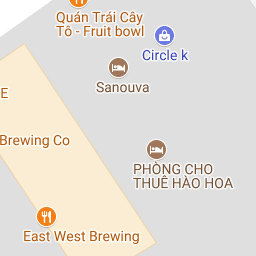 Quán Trái Cây
Tô - Fruit bowl
Circle k
Sanouva
E
Brewing Co
PHÒNG CHO
THUÊ HÀO HOA
East West Brewing